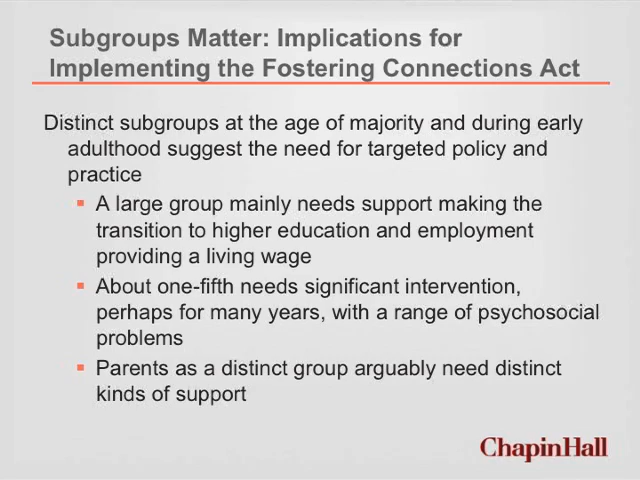 Subgroups Matter: Implications for
Implementing the Fostering Connections Act
Distinct subgroups at the age of majority and during early
adulthood suggest the need for targeted policy and
practice
▪ A large group mainly needs support making the
transition to higher education and employment
providing a living wage
▪ About one-fifth needs significant intervention,
perhaps for many years, with a range of psychosocial
problems
▪ Parents as a distinct group arguably need distinct
kinds of support
ChapinHall